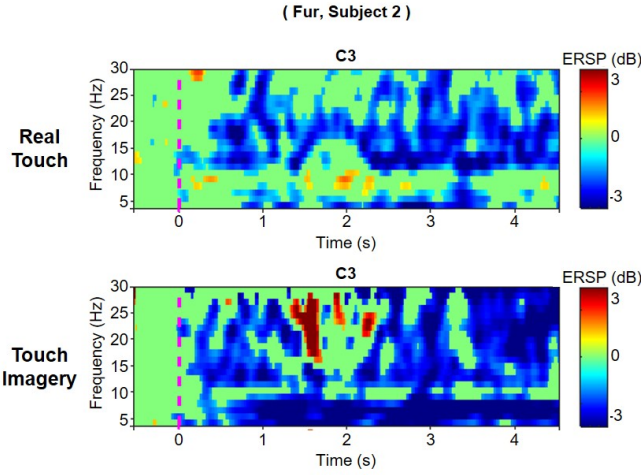 ( Fur, Subject 2 )
C3
ERSP (dB)
30
25
20
15
10
5
Frequency (Hz)
Real
Touch
0
1
2
3
4
Time (s)
3
0
-3
C3
ERSP (dB)
30
25
20
15
10
5
Frequency (Hz)
Touch
Imagery
0
1
2
3
4
Time (s)
3
0
-3